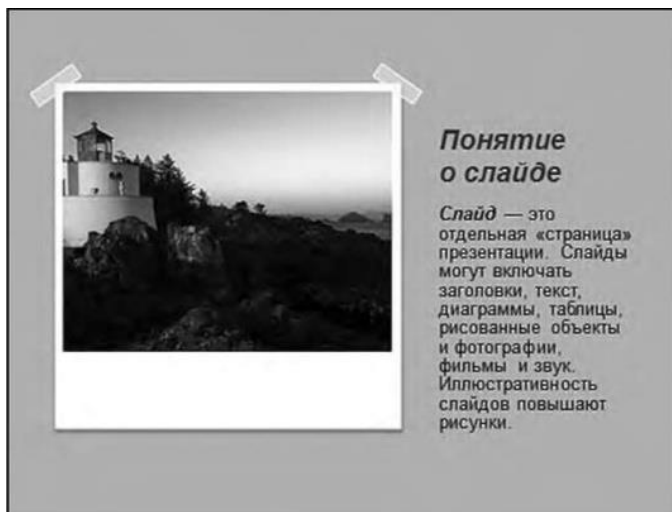 Понятие
о слайде
Слайд — это
отдельная «страница»
презентации. Слайды
могут включать
заголовки, текст,
диаграммы, таблицы,
рисованные объекты
и фотографии,
фильмы и звук.
Иллюстративность
слайдов повышают
рисунки.